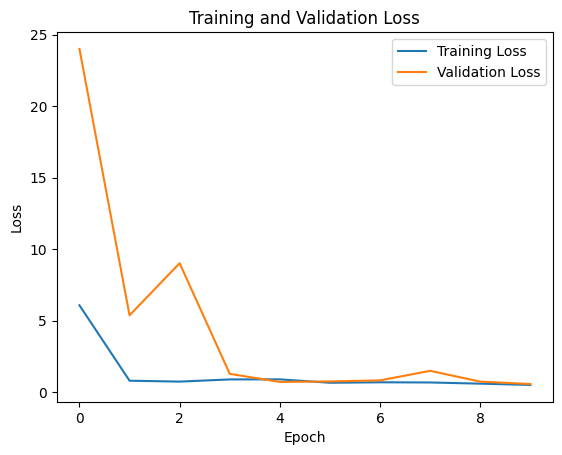 Training and Validation Loss
25
Training Loss
Validation Loss
20
15
Loss
10
5
0
0 2 4 6 8
Epoch